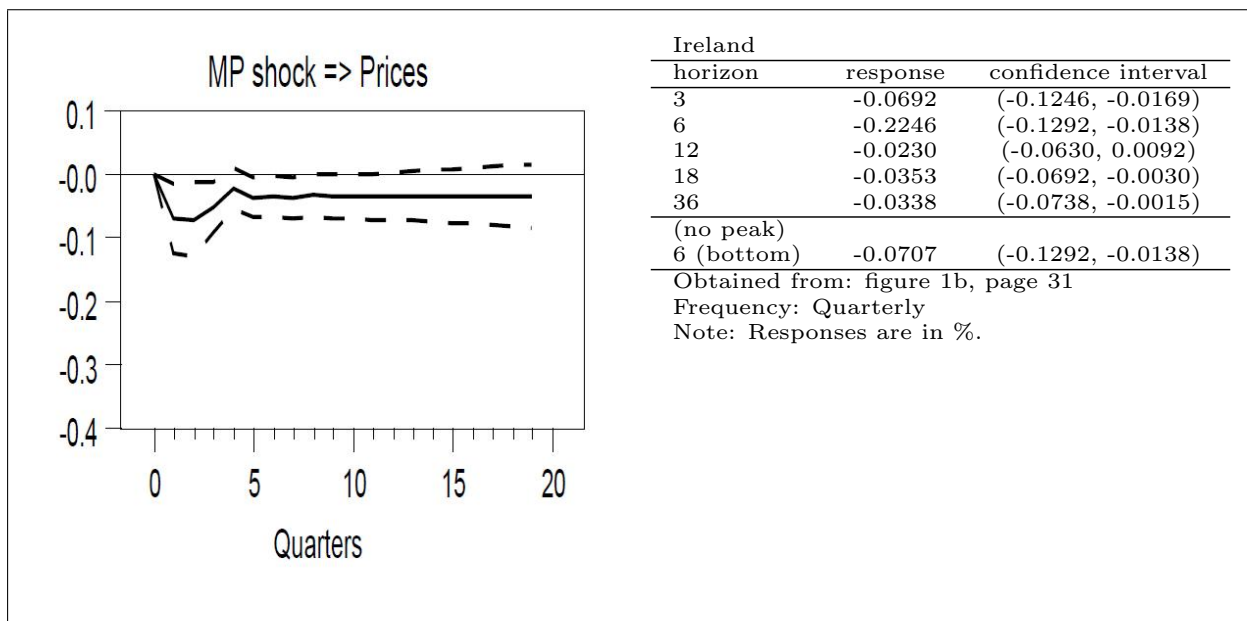 MP shock => Prices
0.1
-0.0
-0.1
-0.2
-0.3
-0.4
0 5 10 15 20
Quarters
Ireland
horizon response confidence interval
3 -0.0692 (-0.1246, -0.0169)
6 -0.2246 (-0.1292, -0.0138)
12 -0.0230 (-0.0630, 0.0092)
18 -0.0353 (-0.0692, -0.0030)
36 -0.0338 (-0.0738, -0.0015)
(no peak)
6 (bottom) -0.0707 (-0.1292, -0.0138)
Obtained from: figure 1b, page 31
Frequency: Quarterly
Note: Responses are in %.